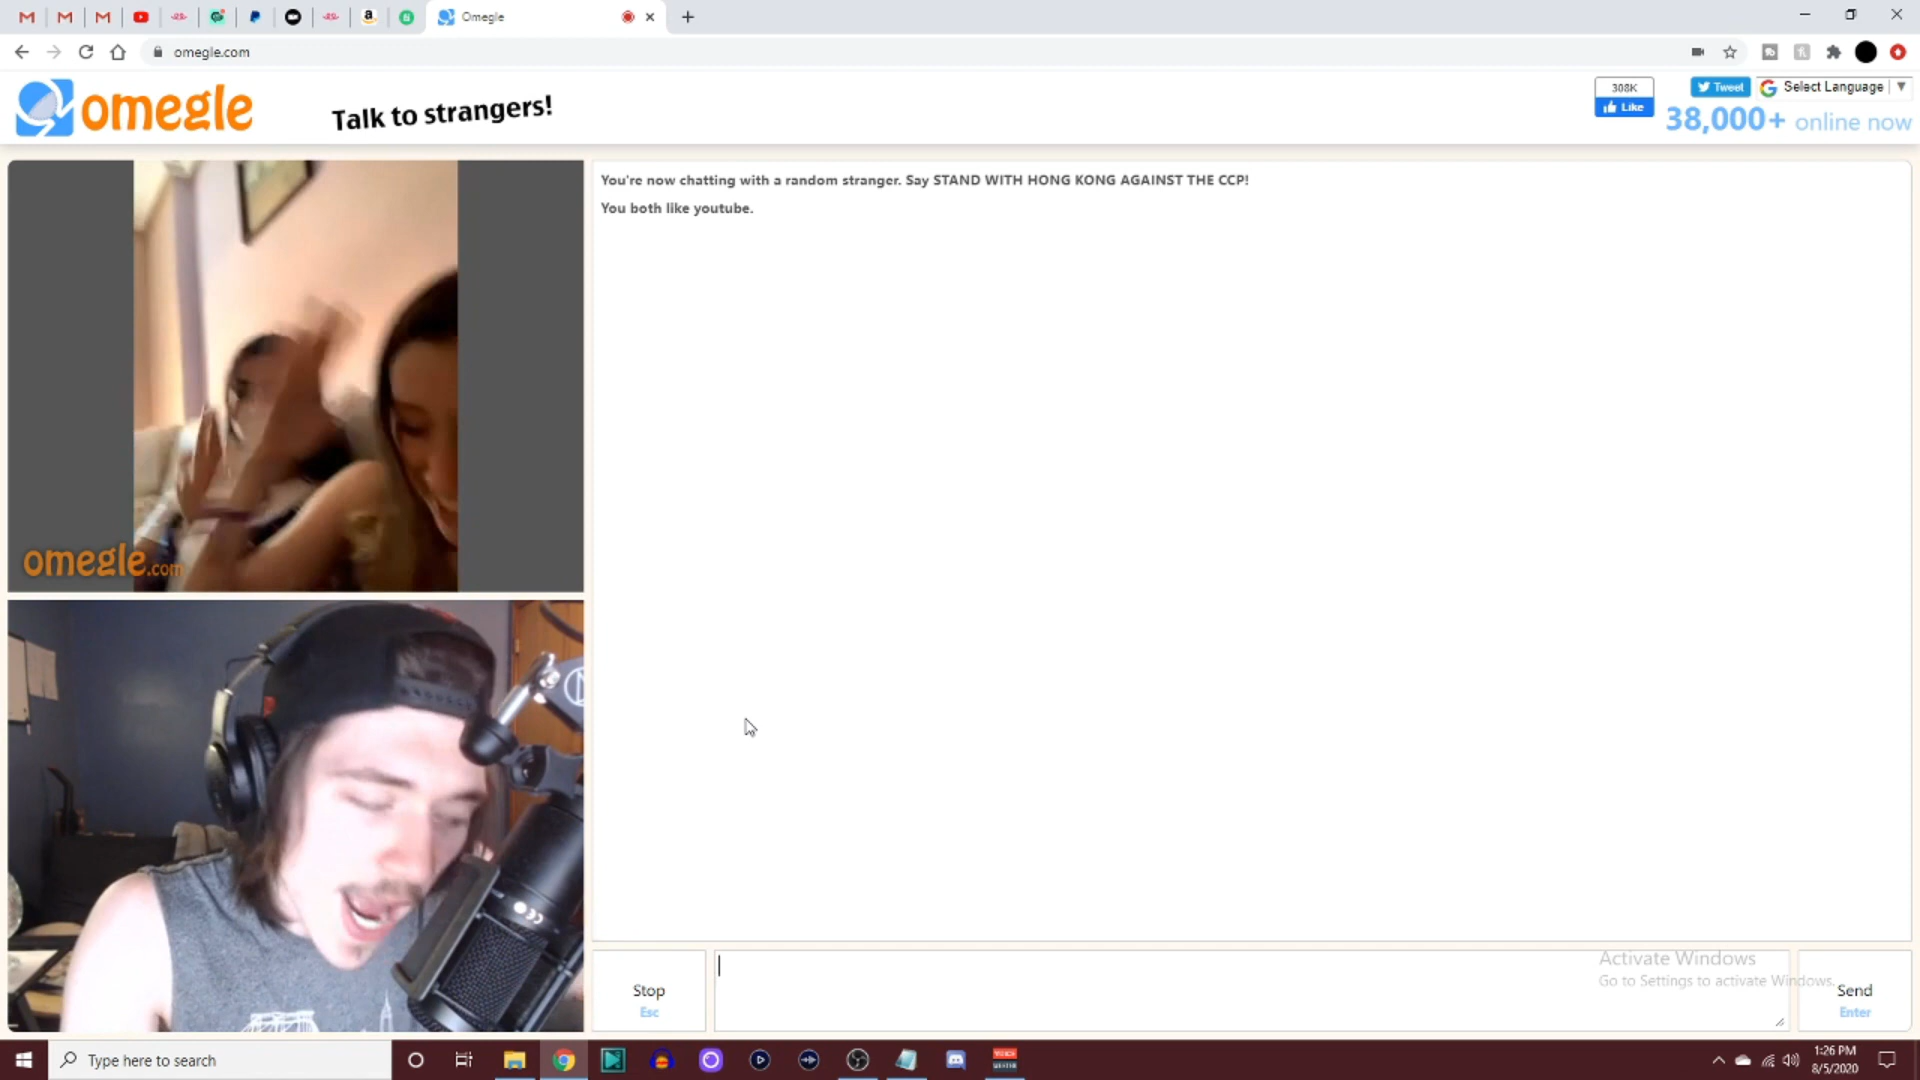 Omegle
omegle.com
omegle
Talk to strangers!
308K
Like
Tweet
Select Language
38,000+ online now
You're now chatting with a random stranger. Say STAND WITH HONG KONG AGAINST THE CCP!
You both like youtube.
omegle.com
Stop
Esc
Activate Windows
Go to Settings to activate Windows.
Send
Enter
Type here to search
1:26 PM
8/5/2020